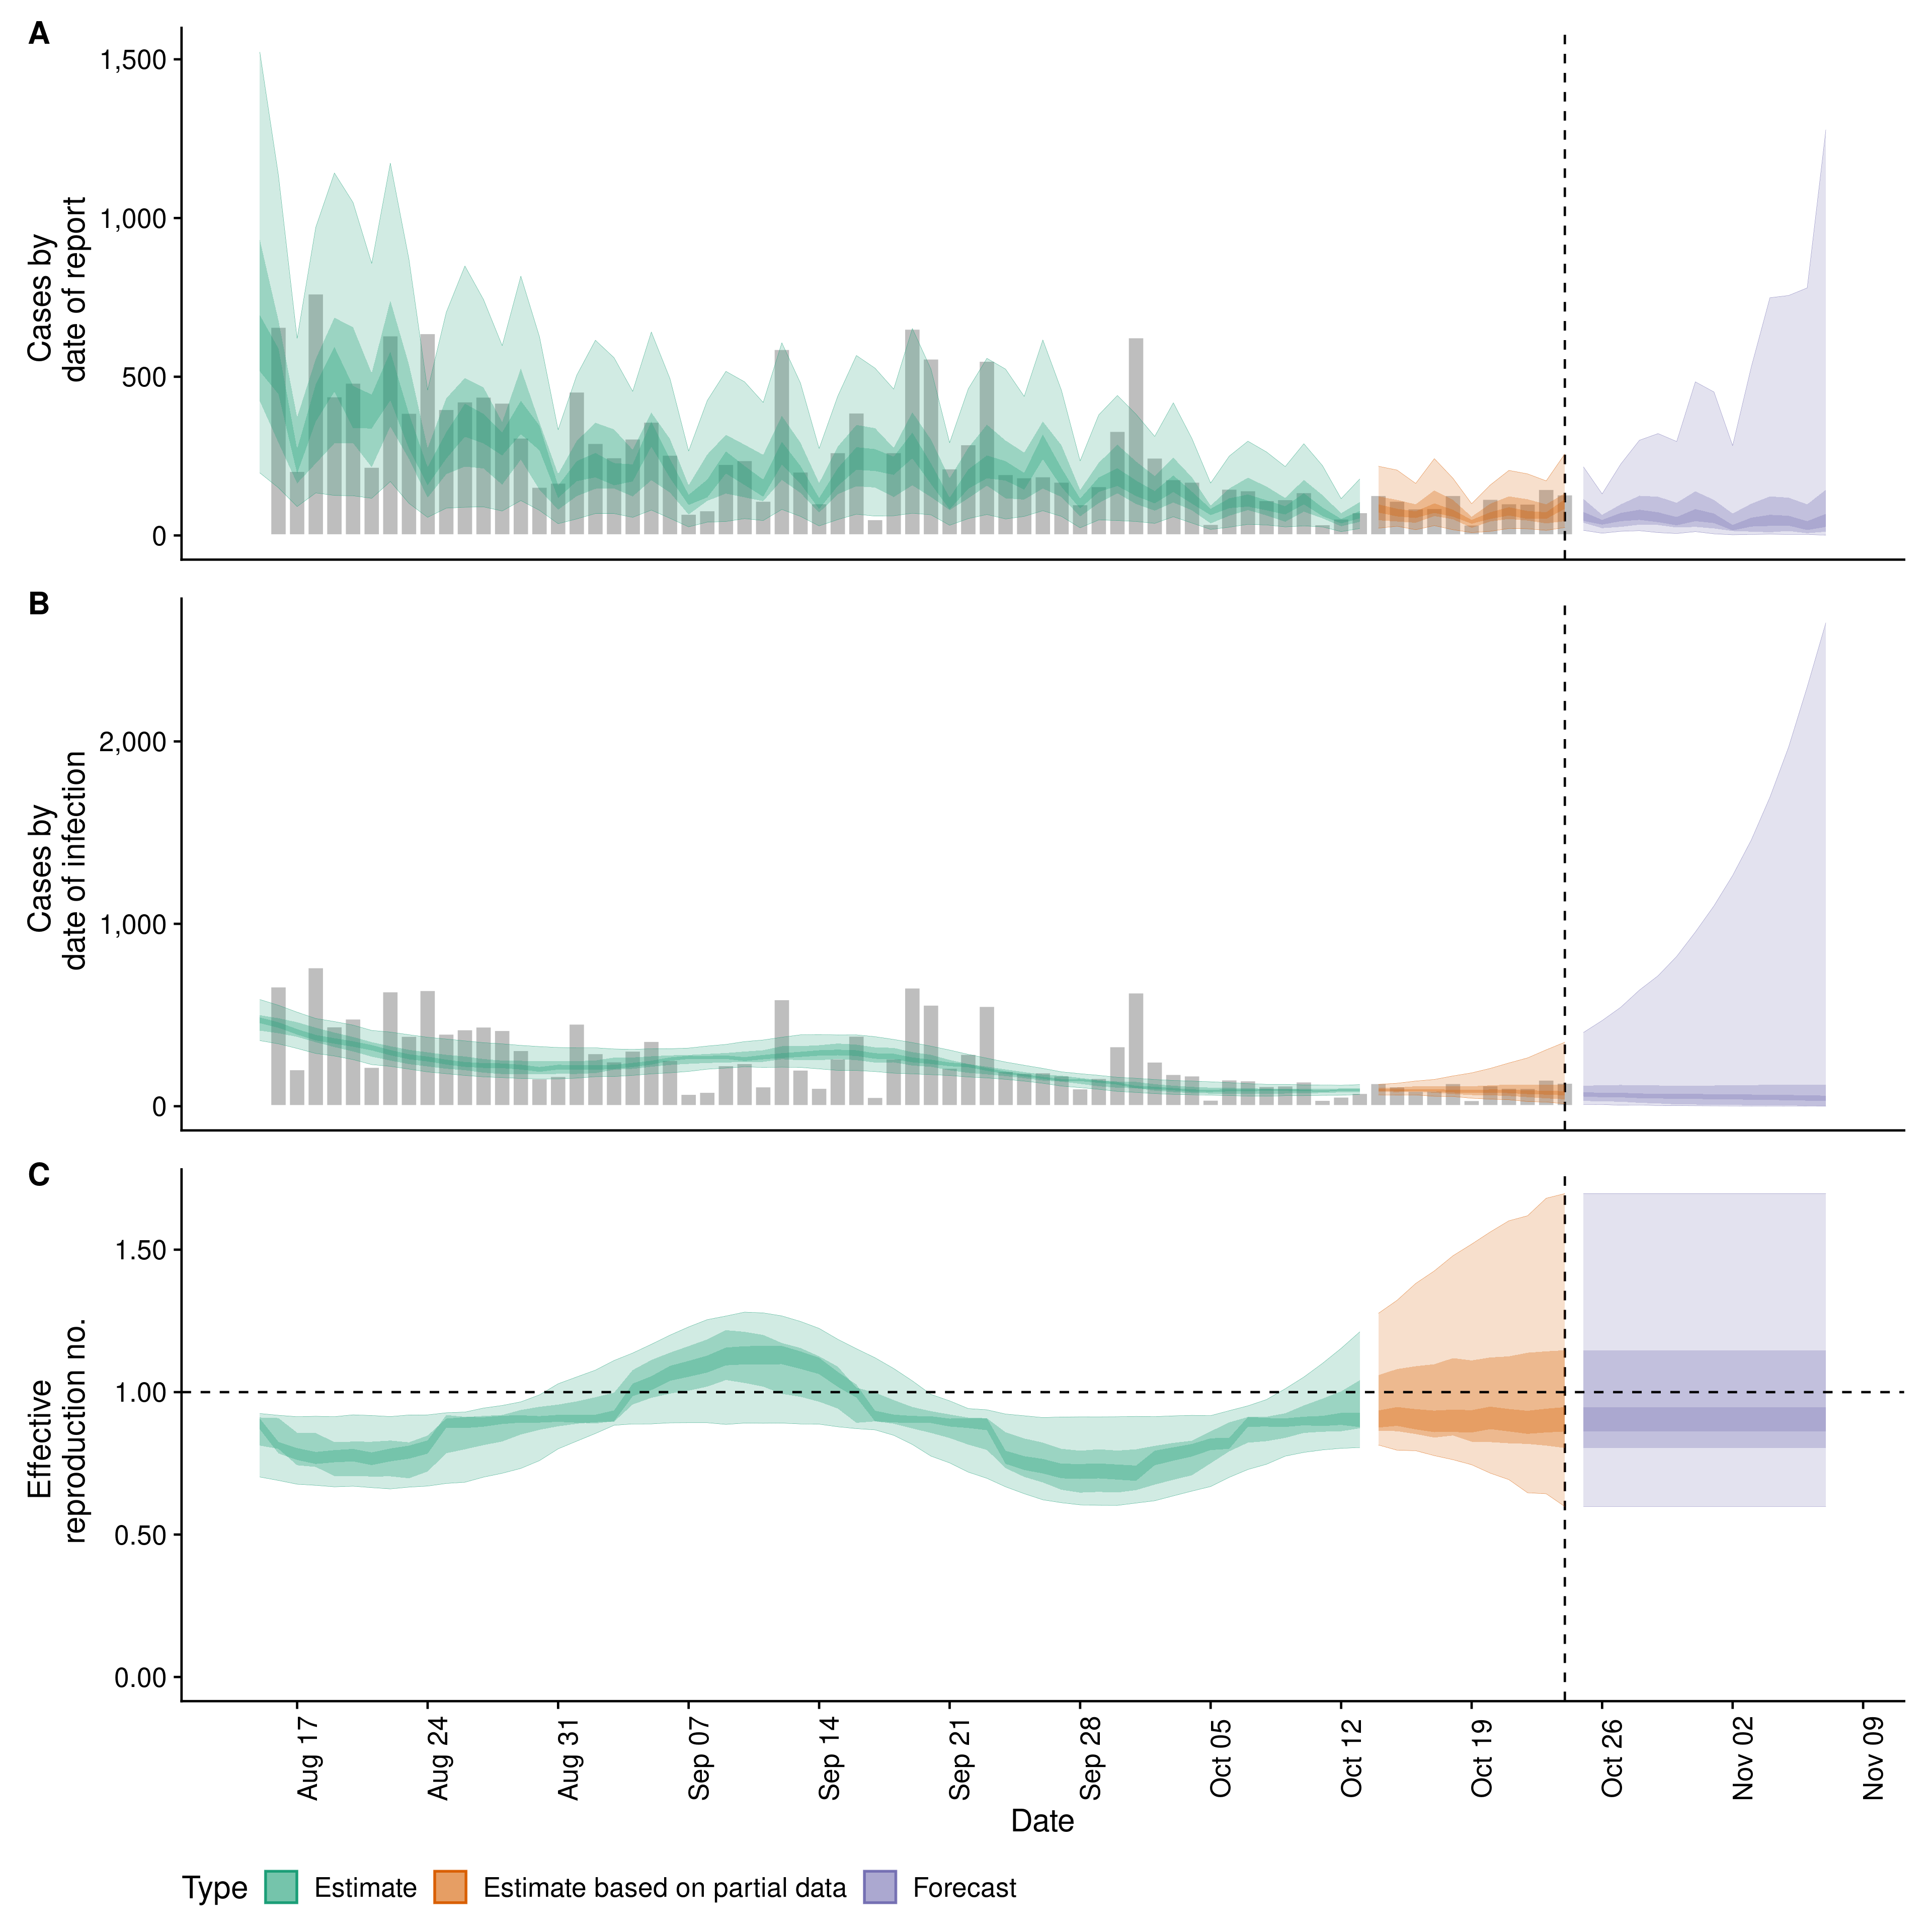 A
Cases by
date of report
1,500
1,000
500
0
B
Cases by
date of infection
2,000
1,000
0
C
Effective
reproduction no.
1.50
1.00
0.50
0.00
Aug 17
Aug 24
Aug 31
Sep 07
Sep 14
Sep 21
Sep 28
Oct 05
Oct 12
Oct 19
Oct 26
Nov 02
Nov 09
Date
Type Estimate Estimate based on partial data Forecast